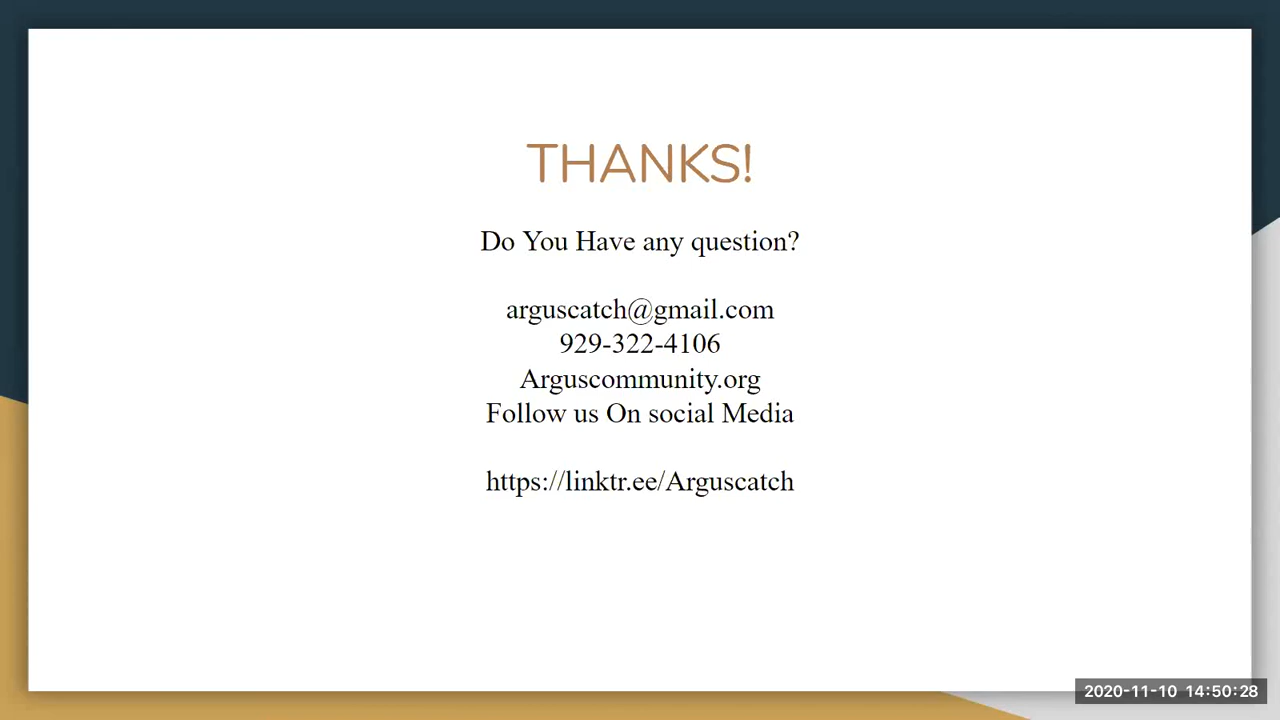 THANKS!
Do You Have any question?
arguscatch@gmail.com
929-322-4106
Arguscommunity.org
Follow us On social Media
https://linktr.ee/Arguscatch
2020-11-10 14:50:28